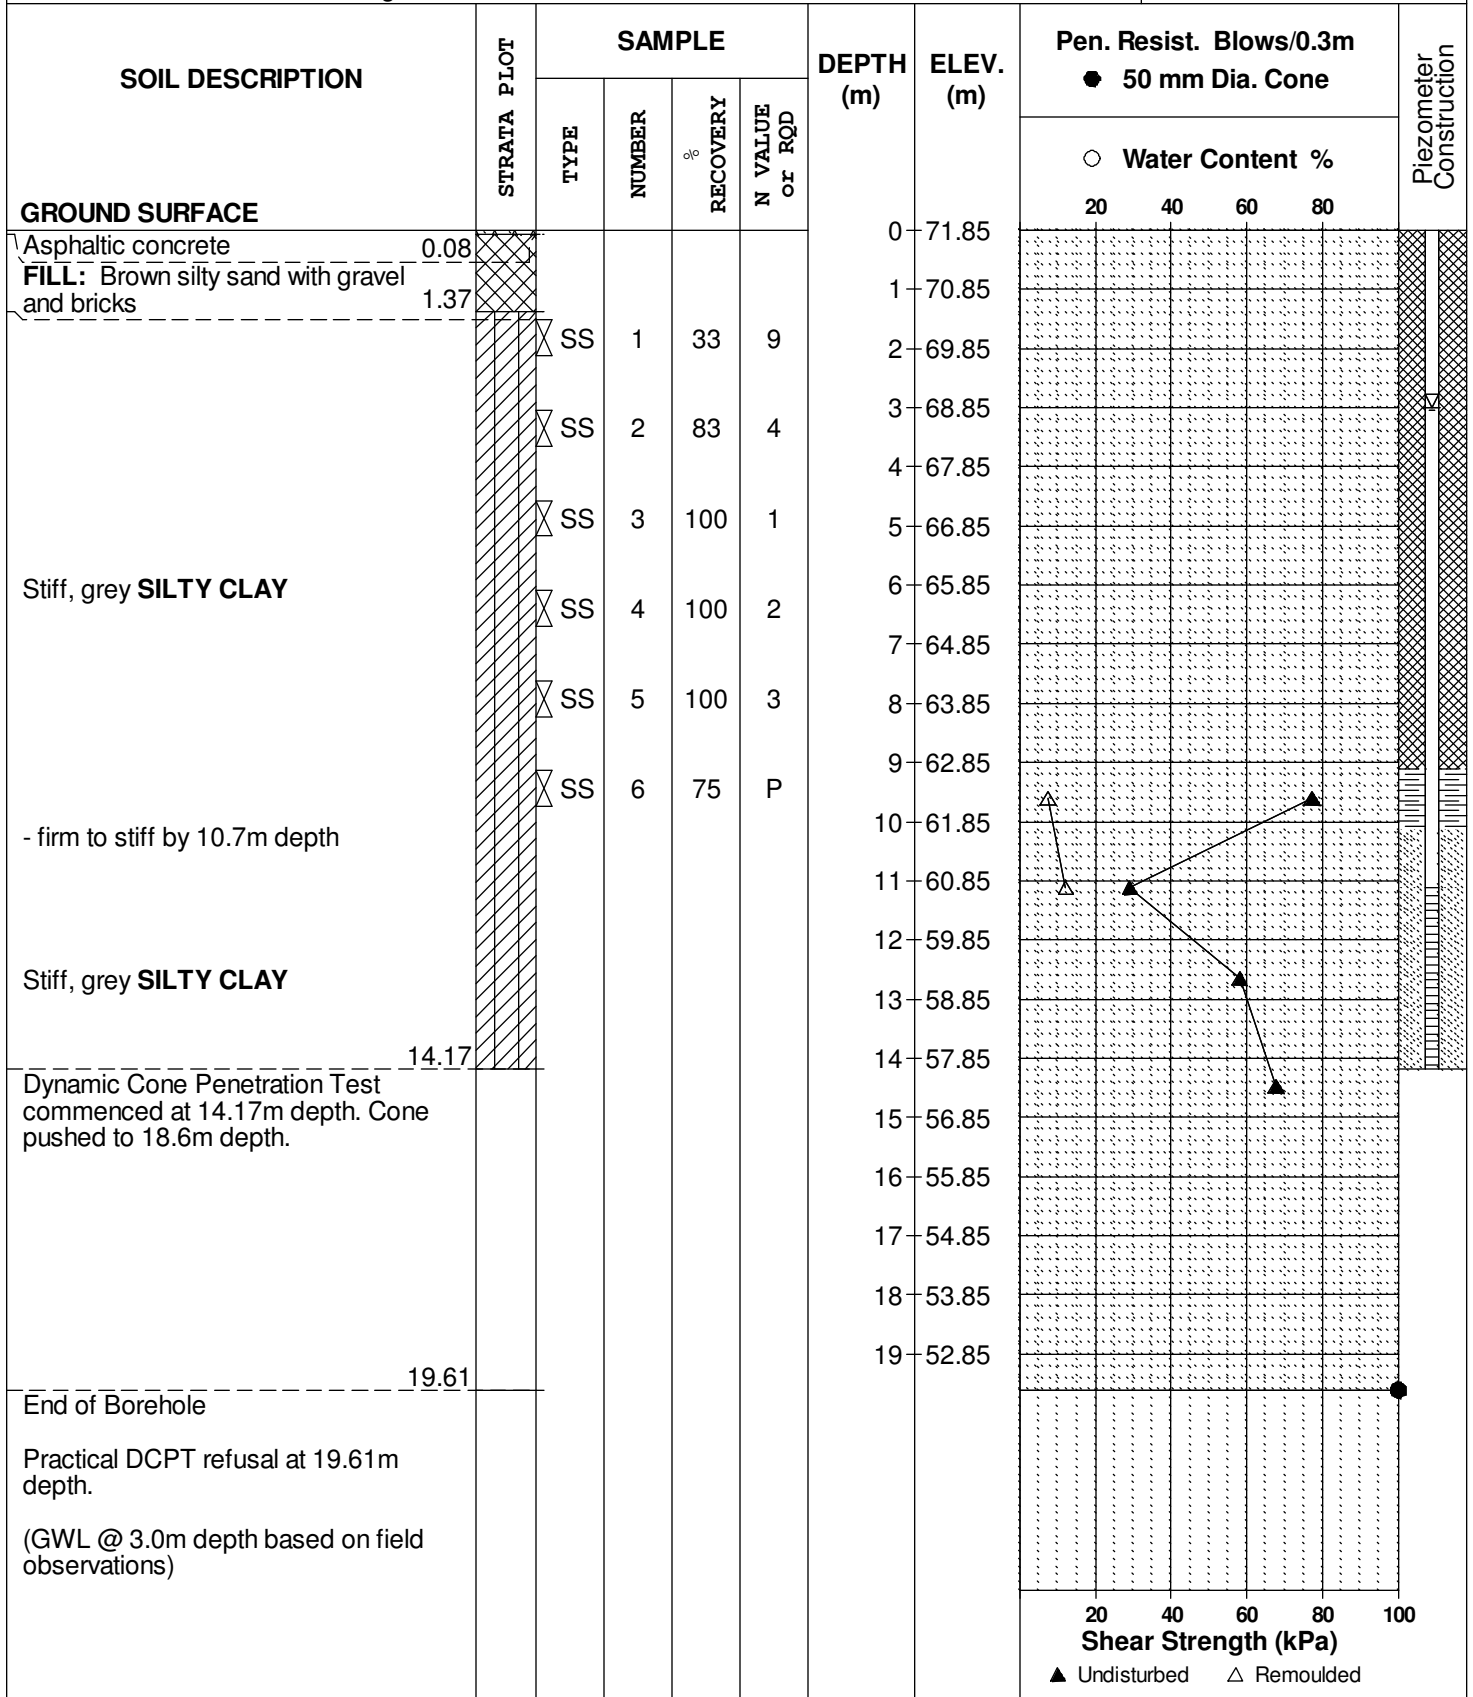 SOIL DESCRIPTION
GROUND SURFACE
STRATA PLOT
SAMPLE
TYPE
NUMBER
%
RECOVERY
N VALUE
or RQD
DEPTH
(m)
ELEV.
(m)
Pen. Resist. Blows/0.3m
● 50 mm Dia. Cone
○ Water Content %
20 40 60 80
Piezometer
Construction
Asphaltic concrete 0.08
FILL: Brown silty sand with gravel
and bricks 1.37
SS 1 33 9
SS 2 83 4
SS 3 100 1
Stiff, grey SILTY CLAY
SS 4 100 2
SS 5 100 3
SS 6 75 P
- firm to stiff by 10.7m depth
Stiff, grey SILTY CLAY
14.17
Dynamic Cone Penetration Test
commenced at 14.17m depth. Cone
pushed to 18.6m depth.
19.61
End of Borehole
Practical DCPT refusal at 19.61m
depth.
(GWL @ 3.0m depth based on field
observations)
0 71.85
1 70.85
2 69.85
3 68.85
4 67.85
5 66.85
6 65.85
7 64.85
8 63.85
9 62.85
10 61.85
11 60.85
12 59.85
13 58.85
14 57.85
15 56.85
16 55.85
17 54.85
18 53.85
19 52.85
20 40 60 80 100
Shear Strength (kPa)
▲ Undisturbed △ Remoulded